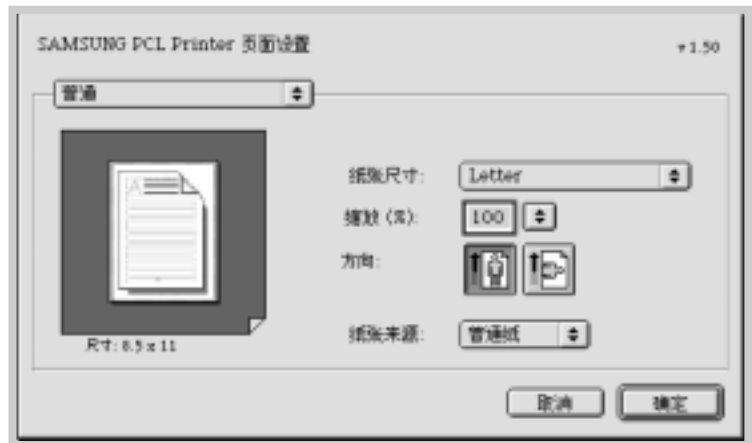 SAMSUNG PCL Printer 页面设置
v1.50
普通
纸张尺寸: Letter
缩放 (%): 100
方向:
纸张来源: 普通纸
尺寸: 8.5 x 11
取消
确定